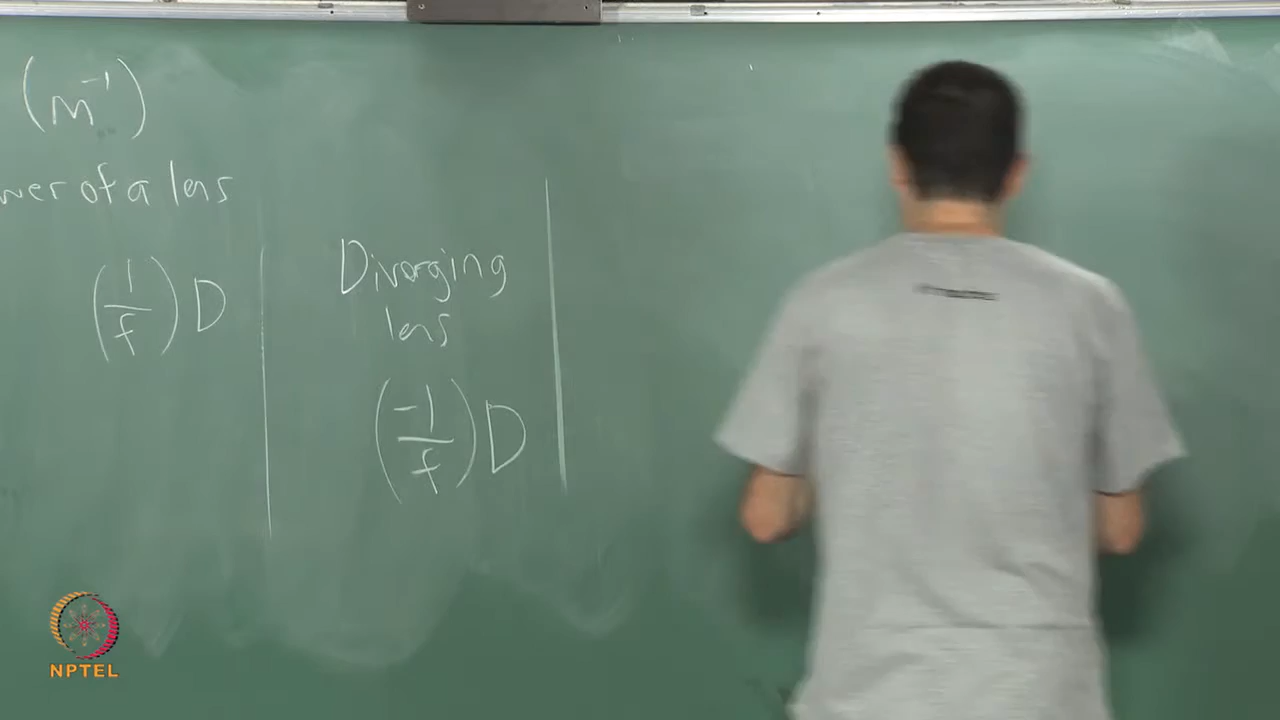 (m⁻¹)
wer of a lens
(1/f) D
Diverging
lens
(-1/f) D
NPTEL